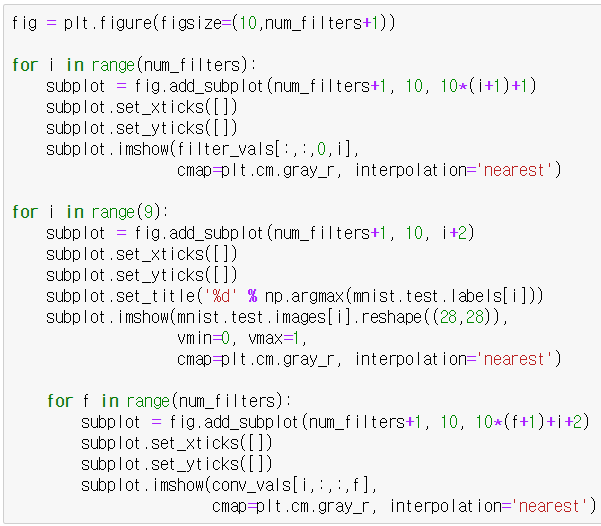 fig = plt.figure(figsize=(10,num_filters+1))

for i in range(num_filters):
    subplot = fig.add_subplot(num_filters+1, 10, 10*(i+1)+1)
    subplot.set_xticks([])
    subplot.set_yticks([])
    subplot.imshow(filter_vals[:,:,0,i],
                   cmap=plt.cm.gray_r, interpolation='nearest')

for i in range(9):
    subplot = fig.add_subplot(num_filters+1, 10, i+2)
    subplot.set_xticks([])
    subplot.set_yticks([])
    subplot.set_title('%d' % np.argmax(mnist.test.labels[i]))
    subplot.imshow(mnist.test.images[i].reshape((28,28)),
                   vmin=0, vmax=1,
                   cmap=plt.cm.gray_r, interpolation='nearest')

    for f in range(num_filters):
        subplot = fig.add_subplot(num_filters+1, 10, 10*(f+1)+i+2)
        subplot.set_xticks([])
        subplot.set_yticks([])
        subplot.imshow(conv_vals[i,:,:,f],
                       cmap=plt.cm.gray_r, interpolation='nearest')